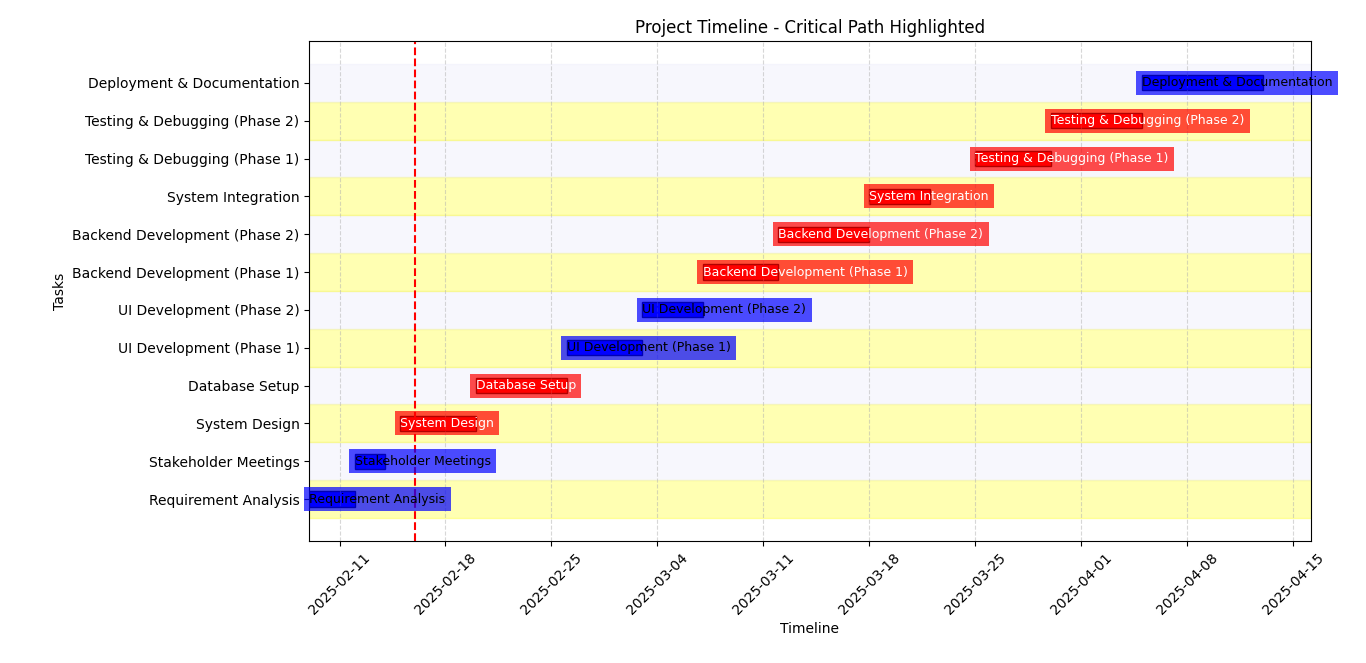 Project Timeline - Critical Path Highlighted
Tasks
Deployment & Documentation
Deployment & Documentation
Testing & Debugging (Phase 2)
Testing & Debugging (Phase 2)
Testing & Debugging (Phase 1)
Testing & Debugging (Phase 1)
System Integration
System Integration
Backend Development (Phase 2)
Backend Development (Phase 2)
Backend Development (Phase 1)
Backend Development (Phase 1)
UI Development (Phase 2)
UI Development (Phase 2)
UI Development (Phase 1)
UI Development (Phase 1)
Database Setup
Database Setup
System Design
System Design
Stakeholder Meetings
Stakeholder Meetings
Requirement Analysis
Requirement Analysis
2025-02-11
2025-02-18
2025-02-25
2025-03-04
2025-03-11
2025-03-18
2025-03-25
2025-04-01
2025-04-08
2025-04-15
Timeline